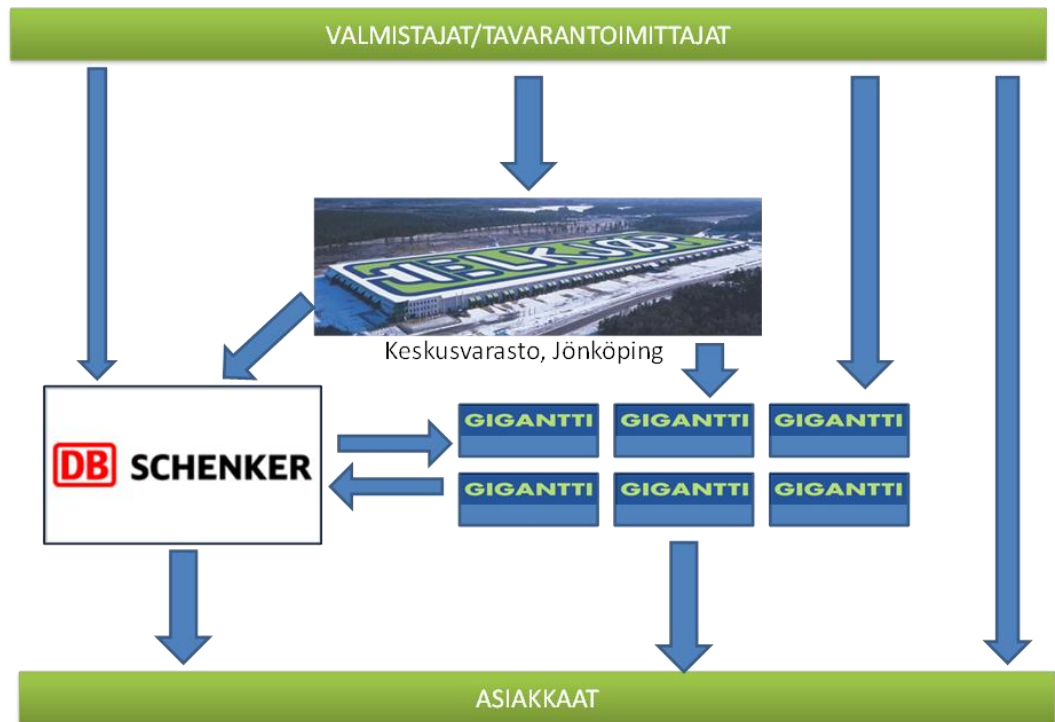 VALMISTAJAT/TAVARANTOIMITTAJAT
ELKJØP
Keskusvarasto, Jönköping
DB SCHENKER
GIGANTTI GIGANTTI GIGANTTI
GIGANTTI GIGANTTI GIGANTTI
ASIAKKAAT